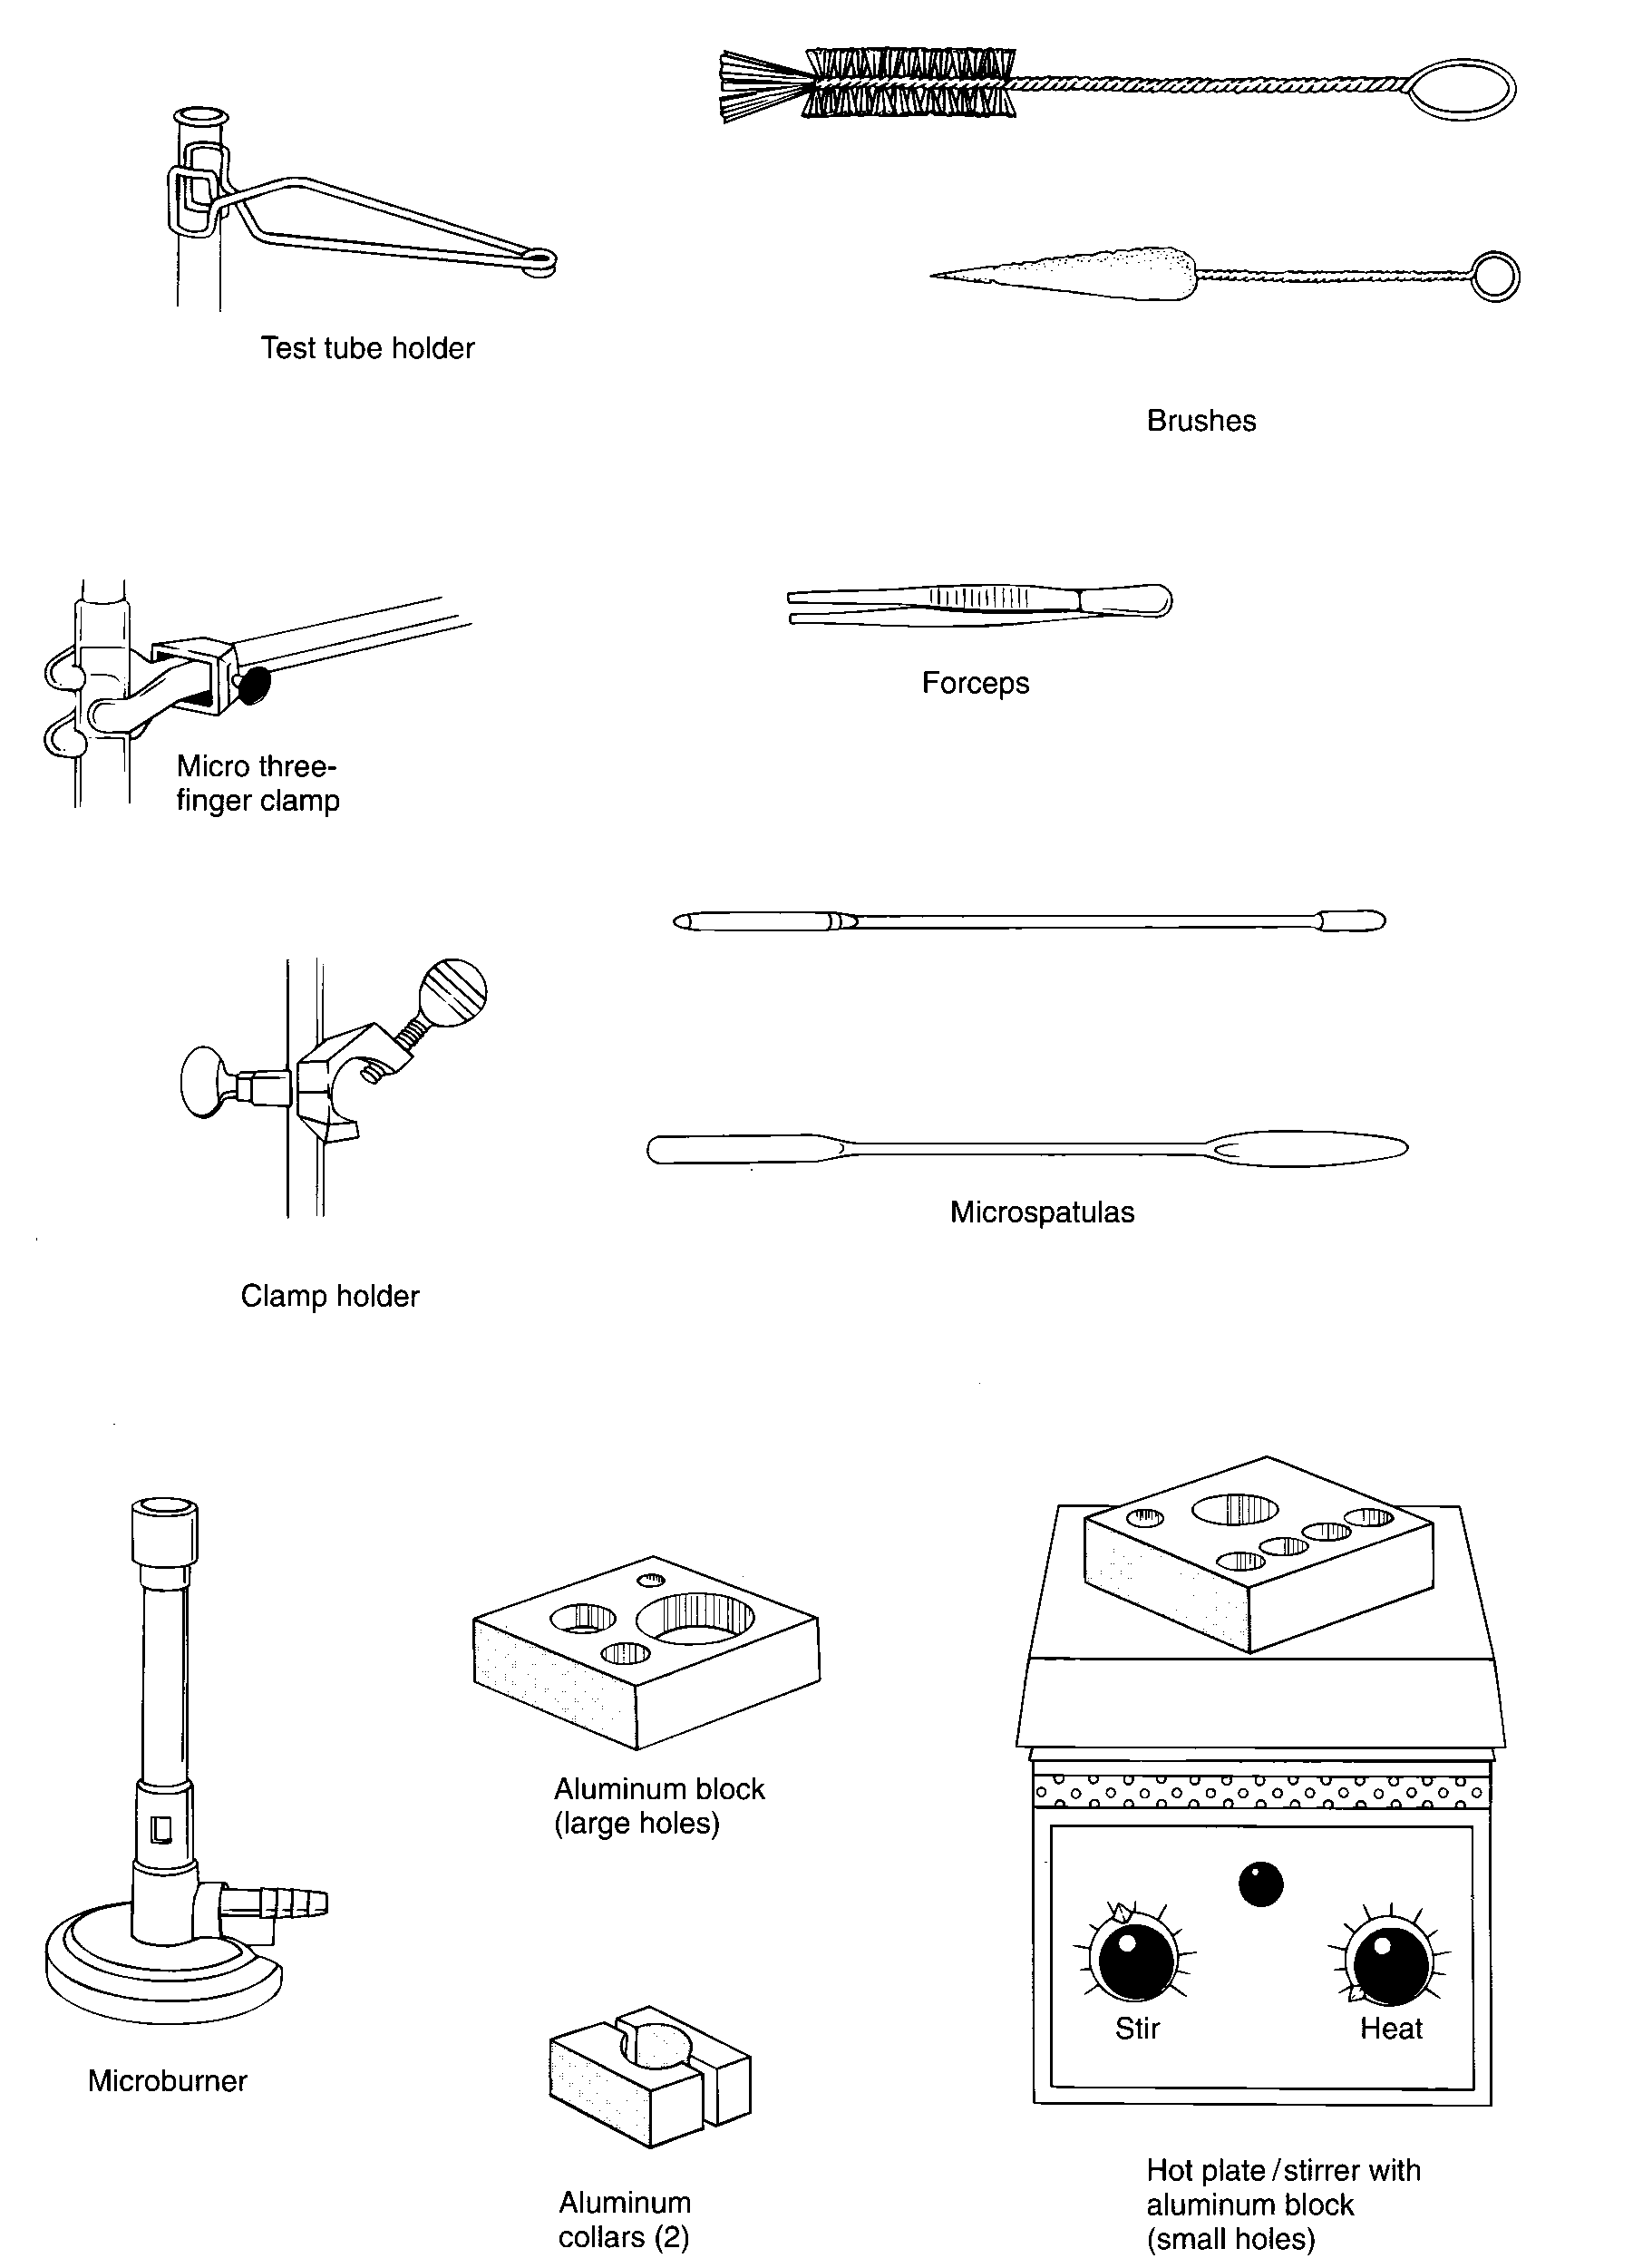 Test tube holder
Brushes
Forceps
Micro three-
finger clamp
Microspatulas
Clamp holder
Aluminum block
(large holes)
Stir
Heat
Microburner
Hot plate/stirrer with
aluminum block
(small holes)
Aluminum
collars (2)